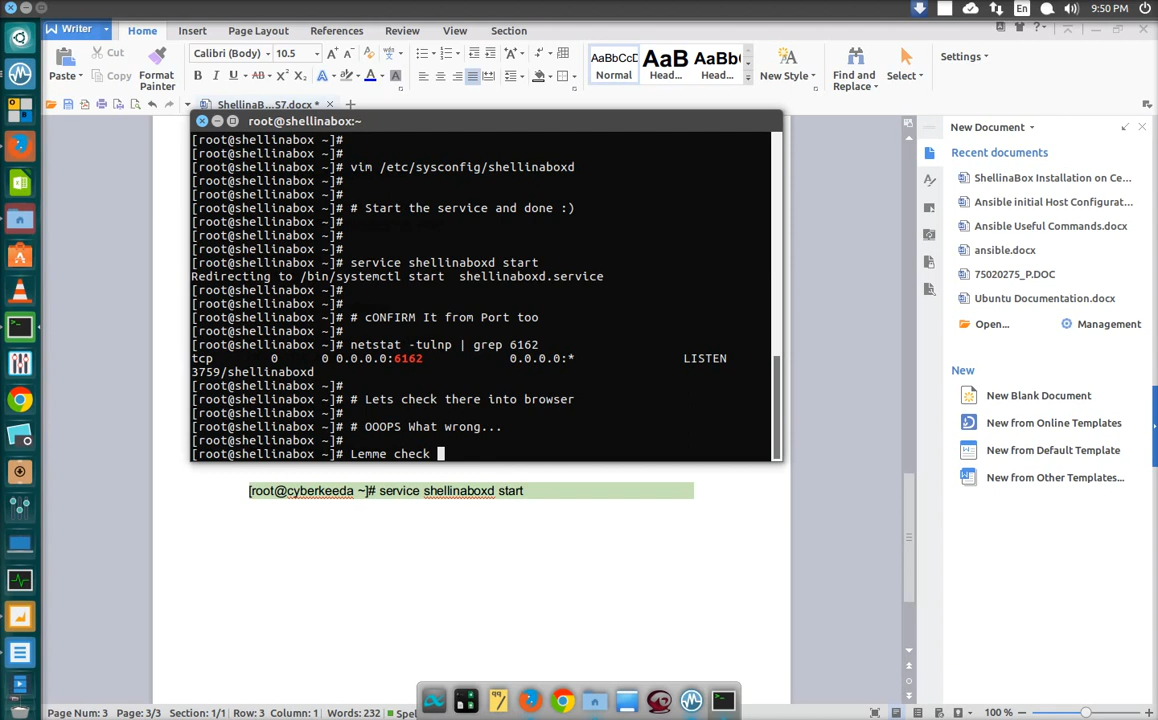 En
9:50 PM
Writer
Home
Insert
Page Layout
References
Review
View
Section
Paste
Cut
Copy
Format
Painter
Calibri (Body)
10.5
AaBbCcD
Normal
AaB
Head...
AaBb(
Head...
New Style
Find and
Replace
Select
Settings
ShellinaB...S7.docx *
root@shellinabox:~
[root@shellinabox ~]#
[root@shellinabox ~]#
[root@shellinabox ~]# vim /etc/sysconfig/shellinaboxd
[root@shellinabox ~]#
[root@shellinabox ~]#
[root@shellinabox ~]# # Start the service and done :)
[root@shellinabox ~]#
[root@shellinabox ~]#
[root@shellinabox ~]#
[root@shellinabox ~]# service shellinaboxd start
Redirecting to /bin/systemctl start  shellinaboxd.service
[root@shellinabox ~]#
[root@shellinabox ~]#
[root@shellinabox ~]# # cONFIRM It from Port too
[root@shellinabox ~]#
[root@shellinabox ~]# netstat -tulnp | grep 6162
tcp 0 0 0.0.0.0:6162 0.0.0.0:* LISTEN
3759/shellinaboxd
[root@shellinabox ~]#
[root@shellinabox ~]# # Lets check there into browser
[root@shellinabox ~]#
[root@shellinabox ~]# # OOOPS What wrong...
[root@shellinabox ~]#
[root@shellinabox ~]# Lemme check
[root@cyberkeeda ~]# service shellinaboxd start
New Document
Recent documents
ShellinaBox Installation on Ce...
Ansible initial Host Configurat...
Ansible Useful Commands.docx
ansible.docx
75020275_P.DOC
Ubuntu Documentation.docx
Open...
Management
New
New Blank Document
New from Online Templates
New from Default Template
New from Other Templates...
Page Num: 3
Page: 3/3
Section: 1/1
Row: 3
Column: 1
Words: 232
Spel
100 %